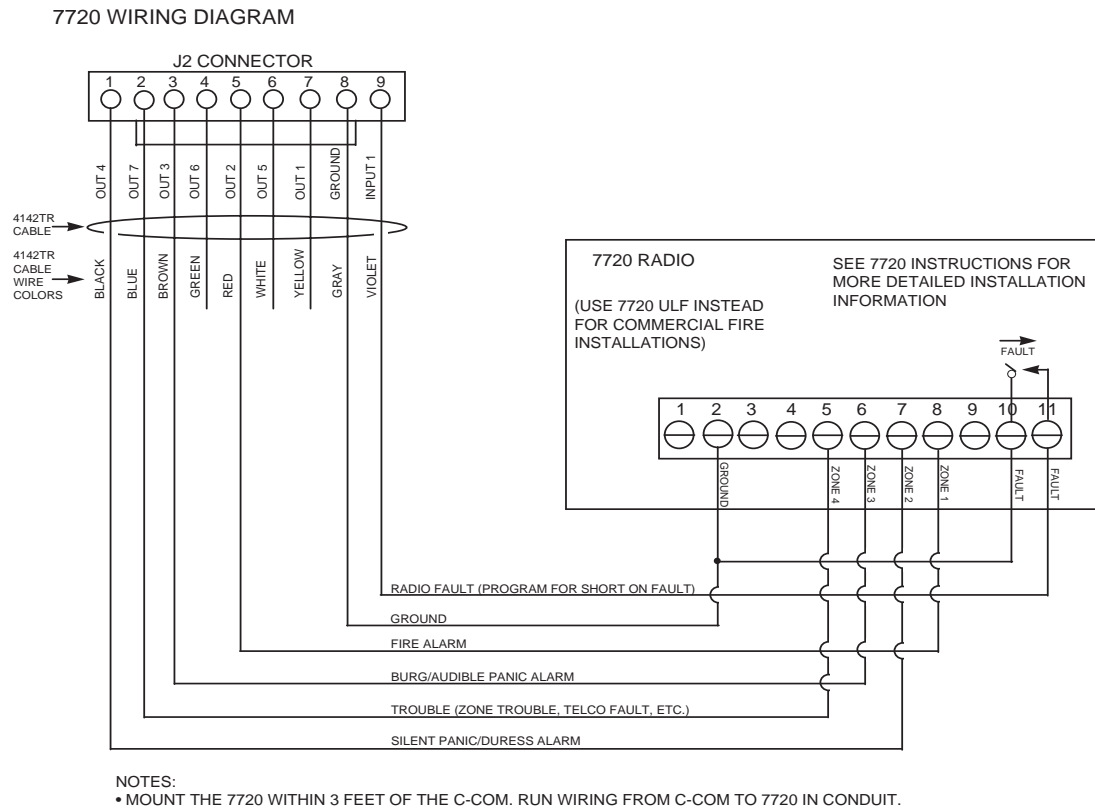 7720 WIRING DIAGRAM
J2 CONNECTOR
1 2 3 4 5 6 7 8 9
OUT 4
OUT 7
OUT 3
OUT 6
OUT 2
OUT 5
OUT 1
GROUND
INPUT 1
4142TR
CABLE
4142TR
CABLE
WIRE
COLORS
BLACK
BLUE
BROWN
GREEN
RED
WHITE
YELLOW
GRAY
VIOLET
7720 RADIO
(USE 7720 ULF INSTEAD
FOR COMMERCIAL FIRE
INSTALLATIONS)
SEE 7720 INSTRUCTIONS FOR
MORE DETAILED INSTALLATION
INFORMATION
FAULT
1 2 3 4 5 6 7 8 9 10 11
GROUND
ZONE 4
ZONE 3
ZONE 2
ZONE 1
FAULT
FAULT
RADIO FAULT (PROGRAM FOR SHORT ON FAULT)
GROUND
FIRE ALARM
BURG/AUDIBLE PANIC ALARM
TROUBLE (ZONE TROUBLE, TELCO FAULT, ETC.)
SILENT PANIC/DURESS ALARM
NOTES:
• MOUNT THE 7720 WITHIN 3 FEET OF THE C-COM. RUN WIRING FROM C-COM TO 7720 IN CONDUIT.